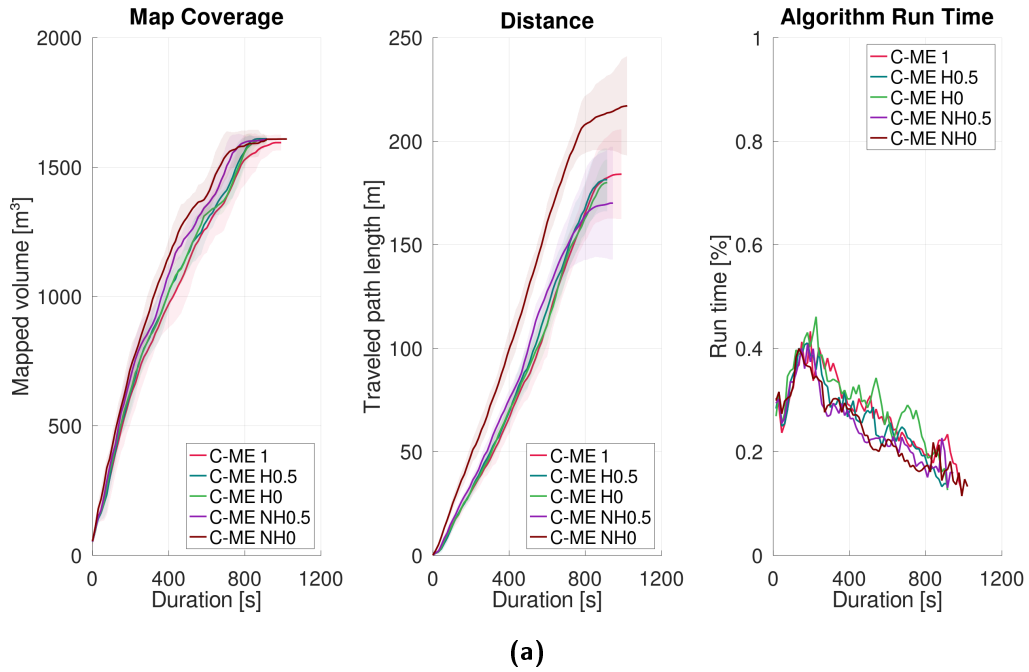 Map Coverage
2000
1500
1000
500
0
0
400
800
1200
Mapped volume [m³]
Duration [s]
C-ME 1
C-ME H0.5
C-ME H0
C-ME NH0.5
C-ME NH0
Distance
250
200
150
100
50
0
0
400
800
1200
Traveled path length [m]
Duration [s]
C-ME 1
C-ME H0.5
C-ME H0
C-ME NH0.5
C-ME NH0
Algorithm Run Time
1
0.8
0.6
0.4
0.2
0
0
400
800
1200
Run time [%]
Duration [s]
C-ME 1
C-ME H0.5
C-ME H0
C-ME NH0.5
C-ME NH0
(a)